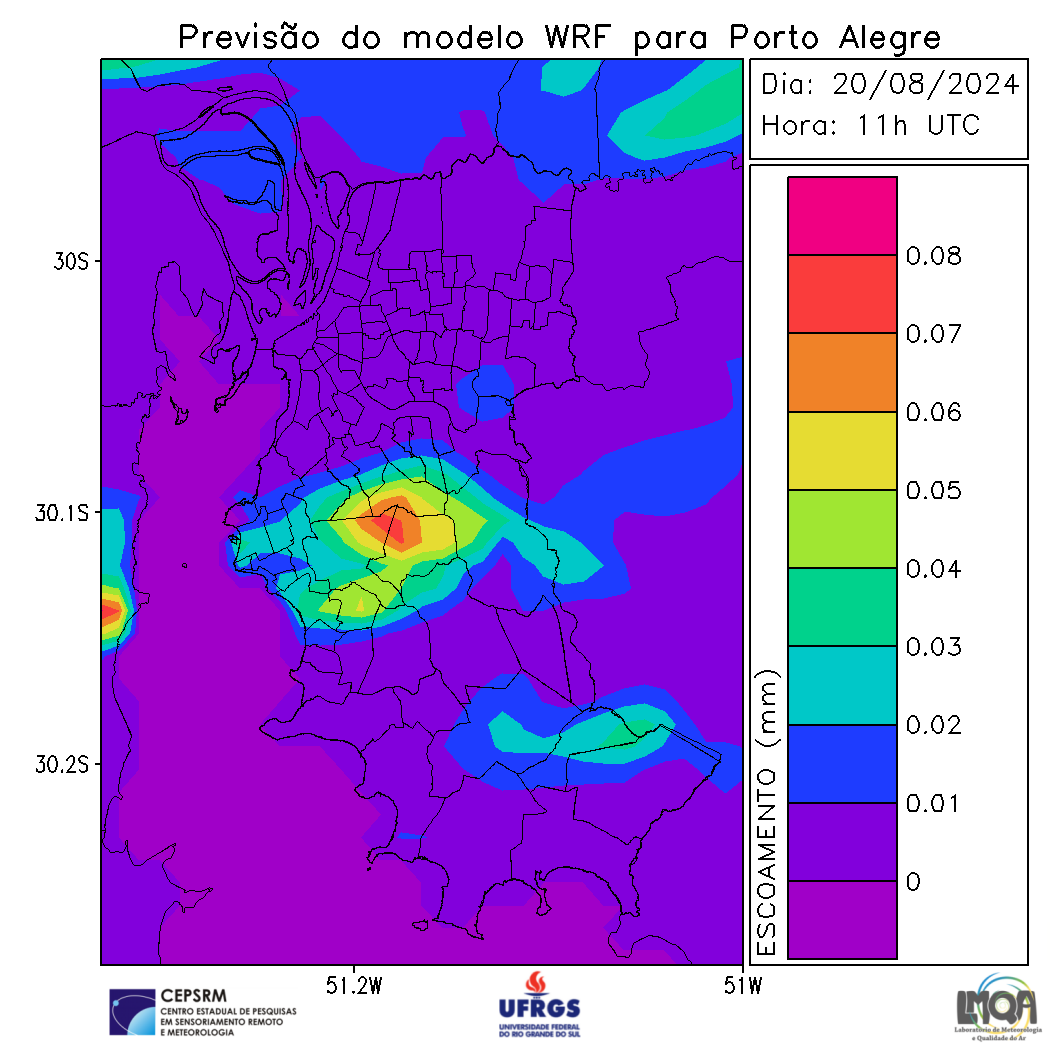 Previsão do modelo WRF para Porto Alegre
Dia: 20/08/2024
Hora: 11h UTC
30S
30.1S
30.2S
51.2W
51W
ESCOAMENTO (mm)
0.08
0.07
0.06
0.05
0.04
0.03
0.02
0.01
0
CEPSRM
CENTRO ESTADUAL DE PESQUISAS
EM SENSORIAMENTO REMOTO
E METEOROLOGIA
UFRGS
UNIVERSIDADE FEDERAL
DO RIO GRANDE DO SUL
LMQA
Laboratório de Meteorologia
e Qualidade do Ar